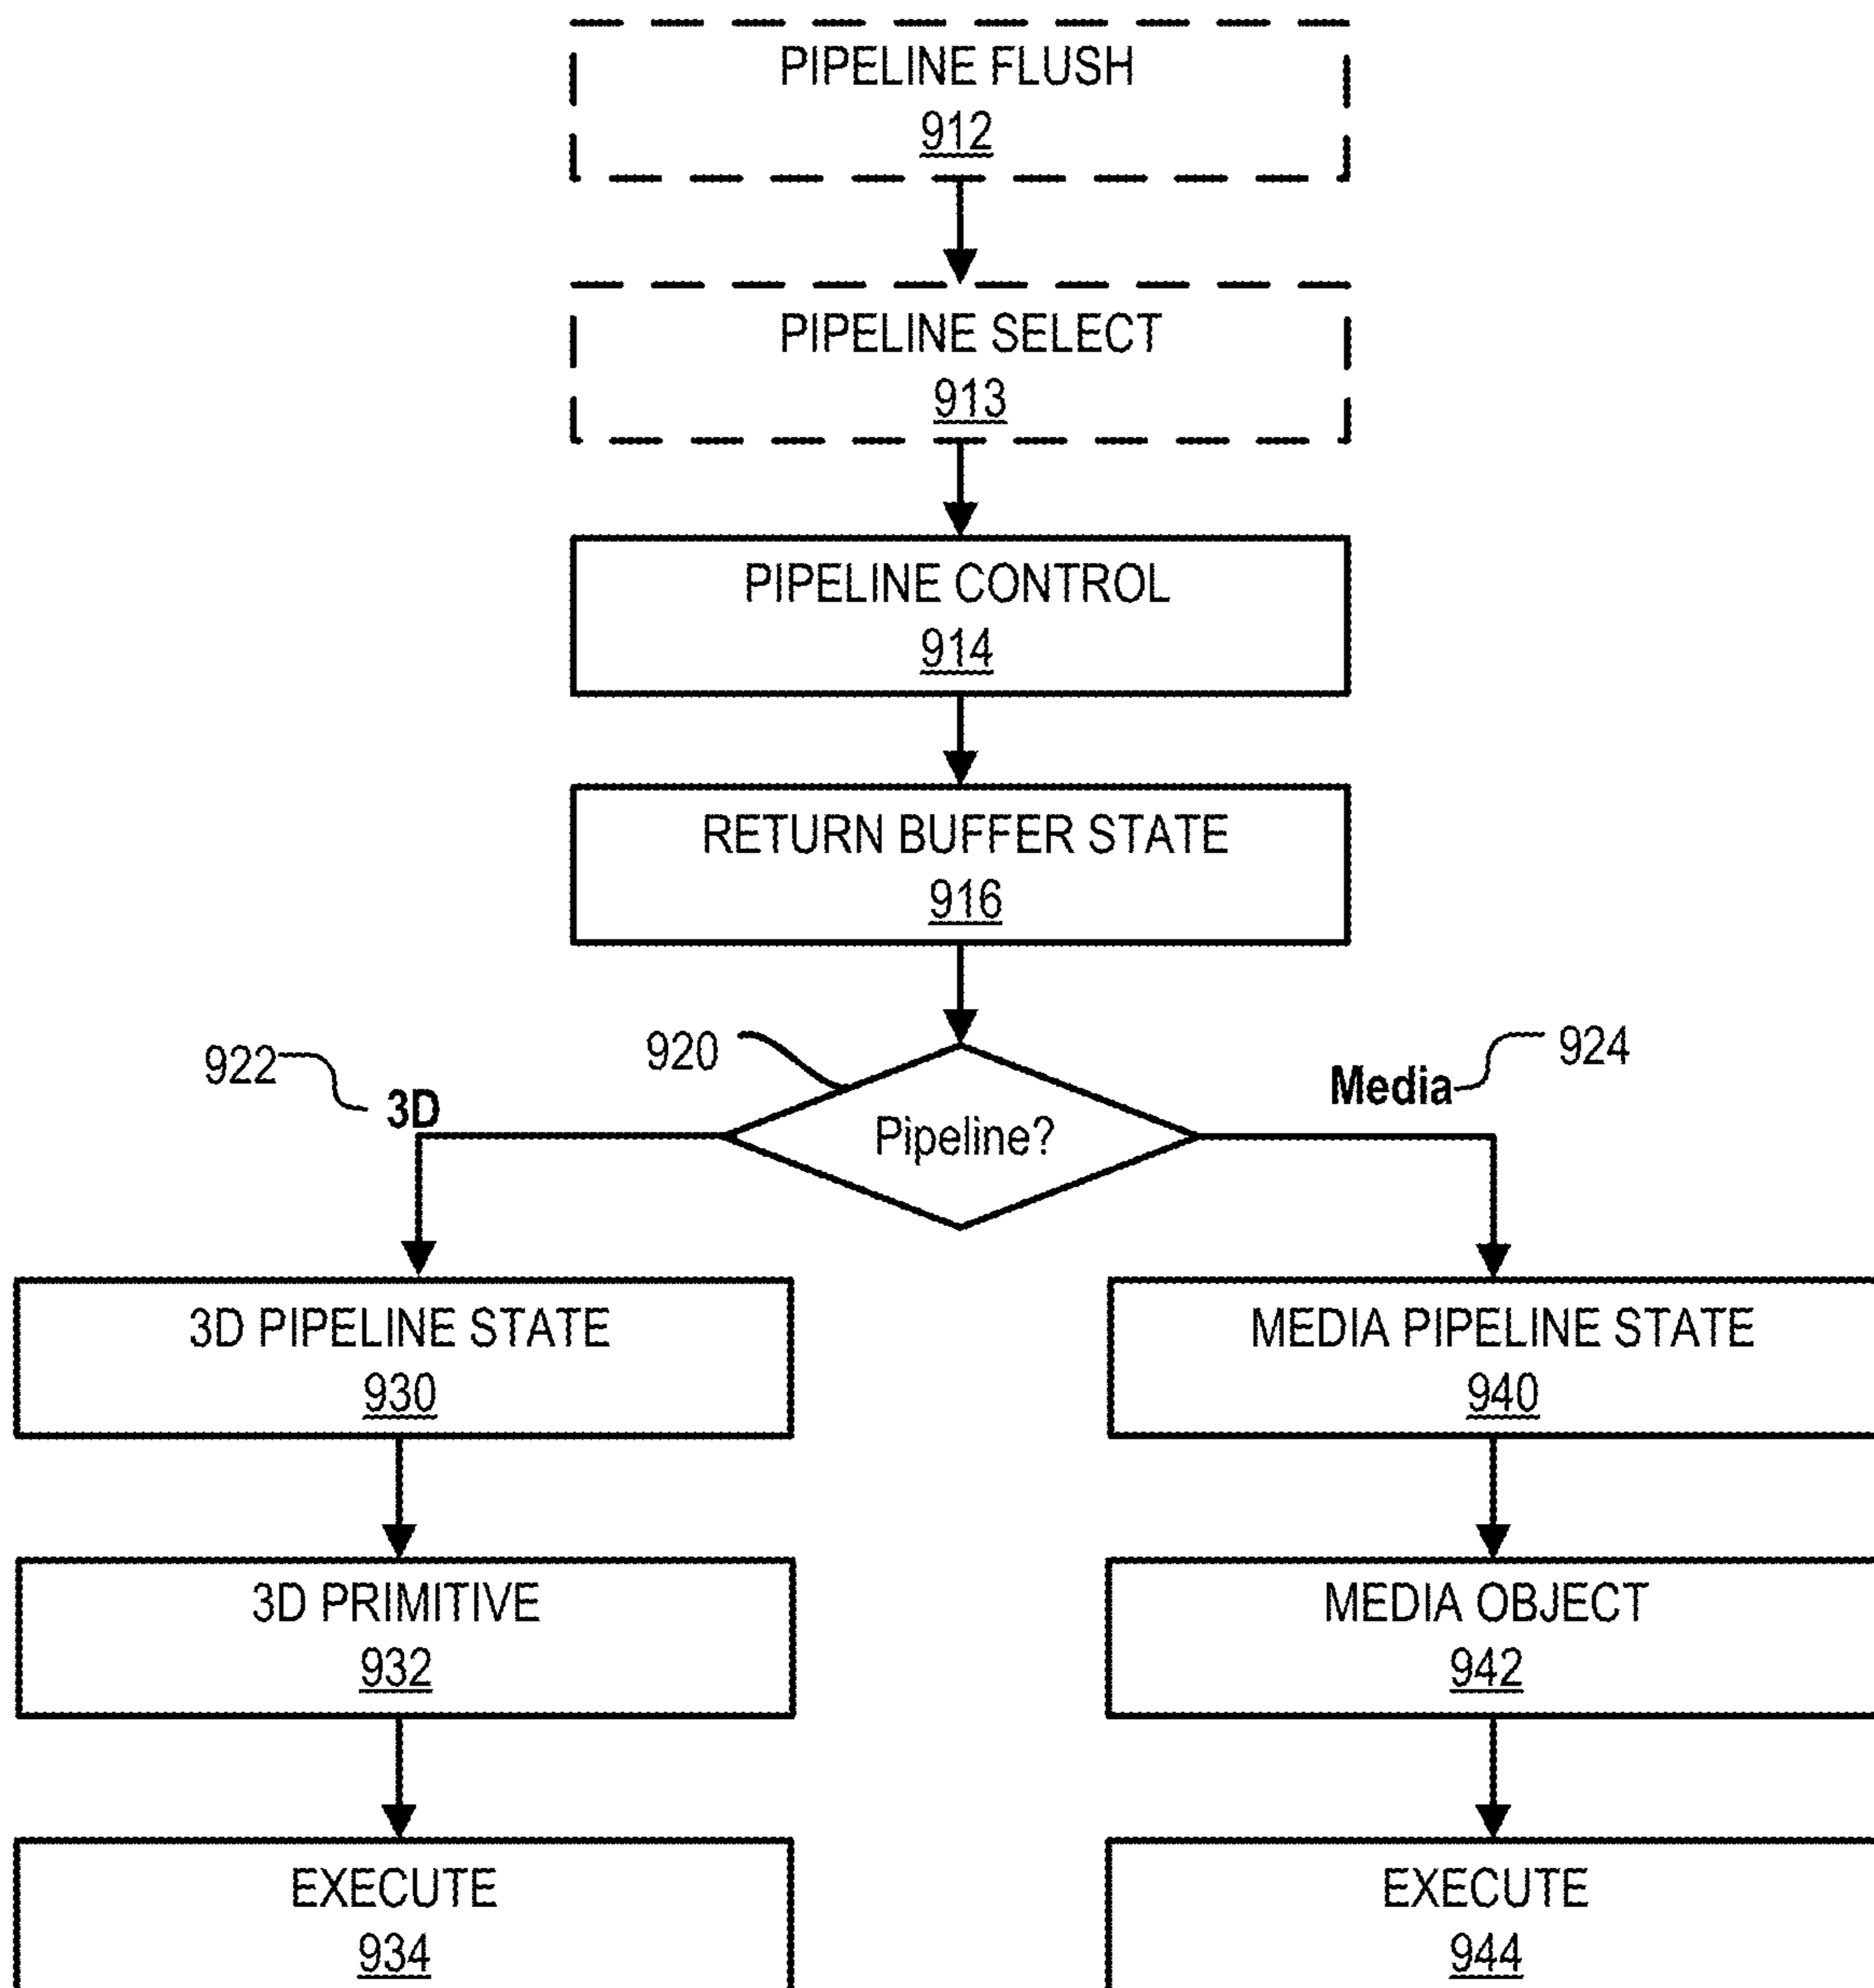 PIPELINE FLUSH
912
PIPELINE SELECT
913
PIPELINE CONTROL
914
RETURN BUFFER STATE
916
922
3D
920
Pipeline?
Media
924
3D PIPELINE STATE
930
MEDIA PIPELINE STATE
940
3D PRIMITIVE
932
MEDIA OBJECT
942
EXECUTE
934
EXECUTE
944